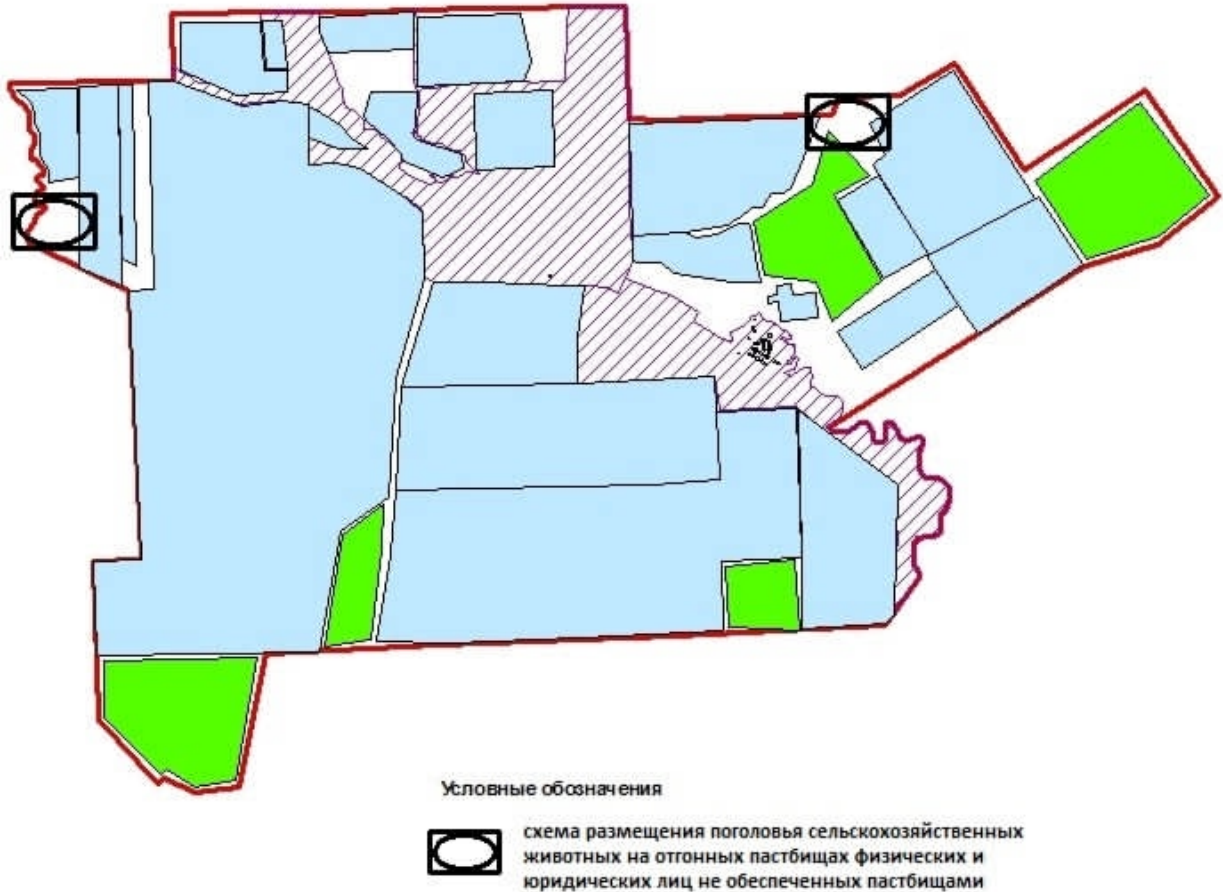 Условные обозначения
схема размещения поголовья сельскохозяйственных
животных на отгонных пастбищах физических и
юридических лиц не обеспеченных пастбищами